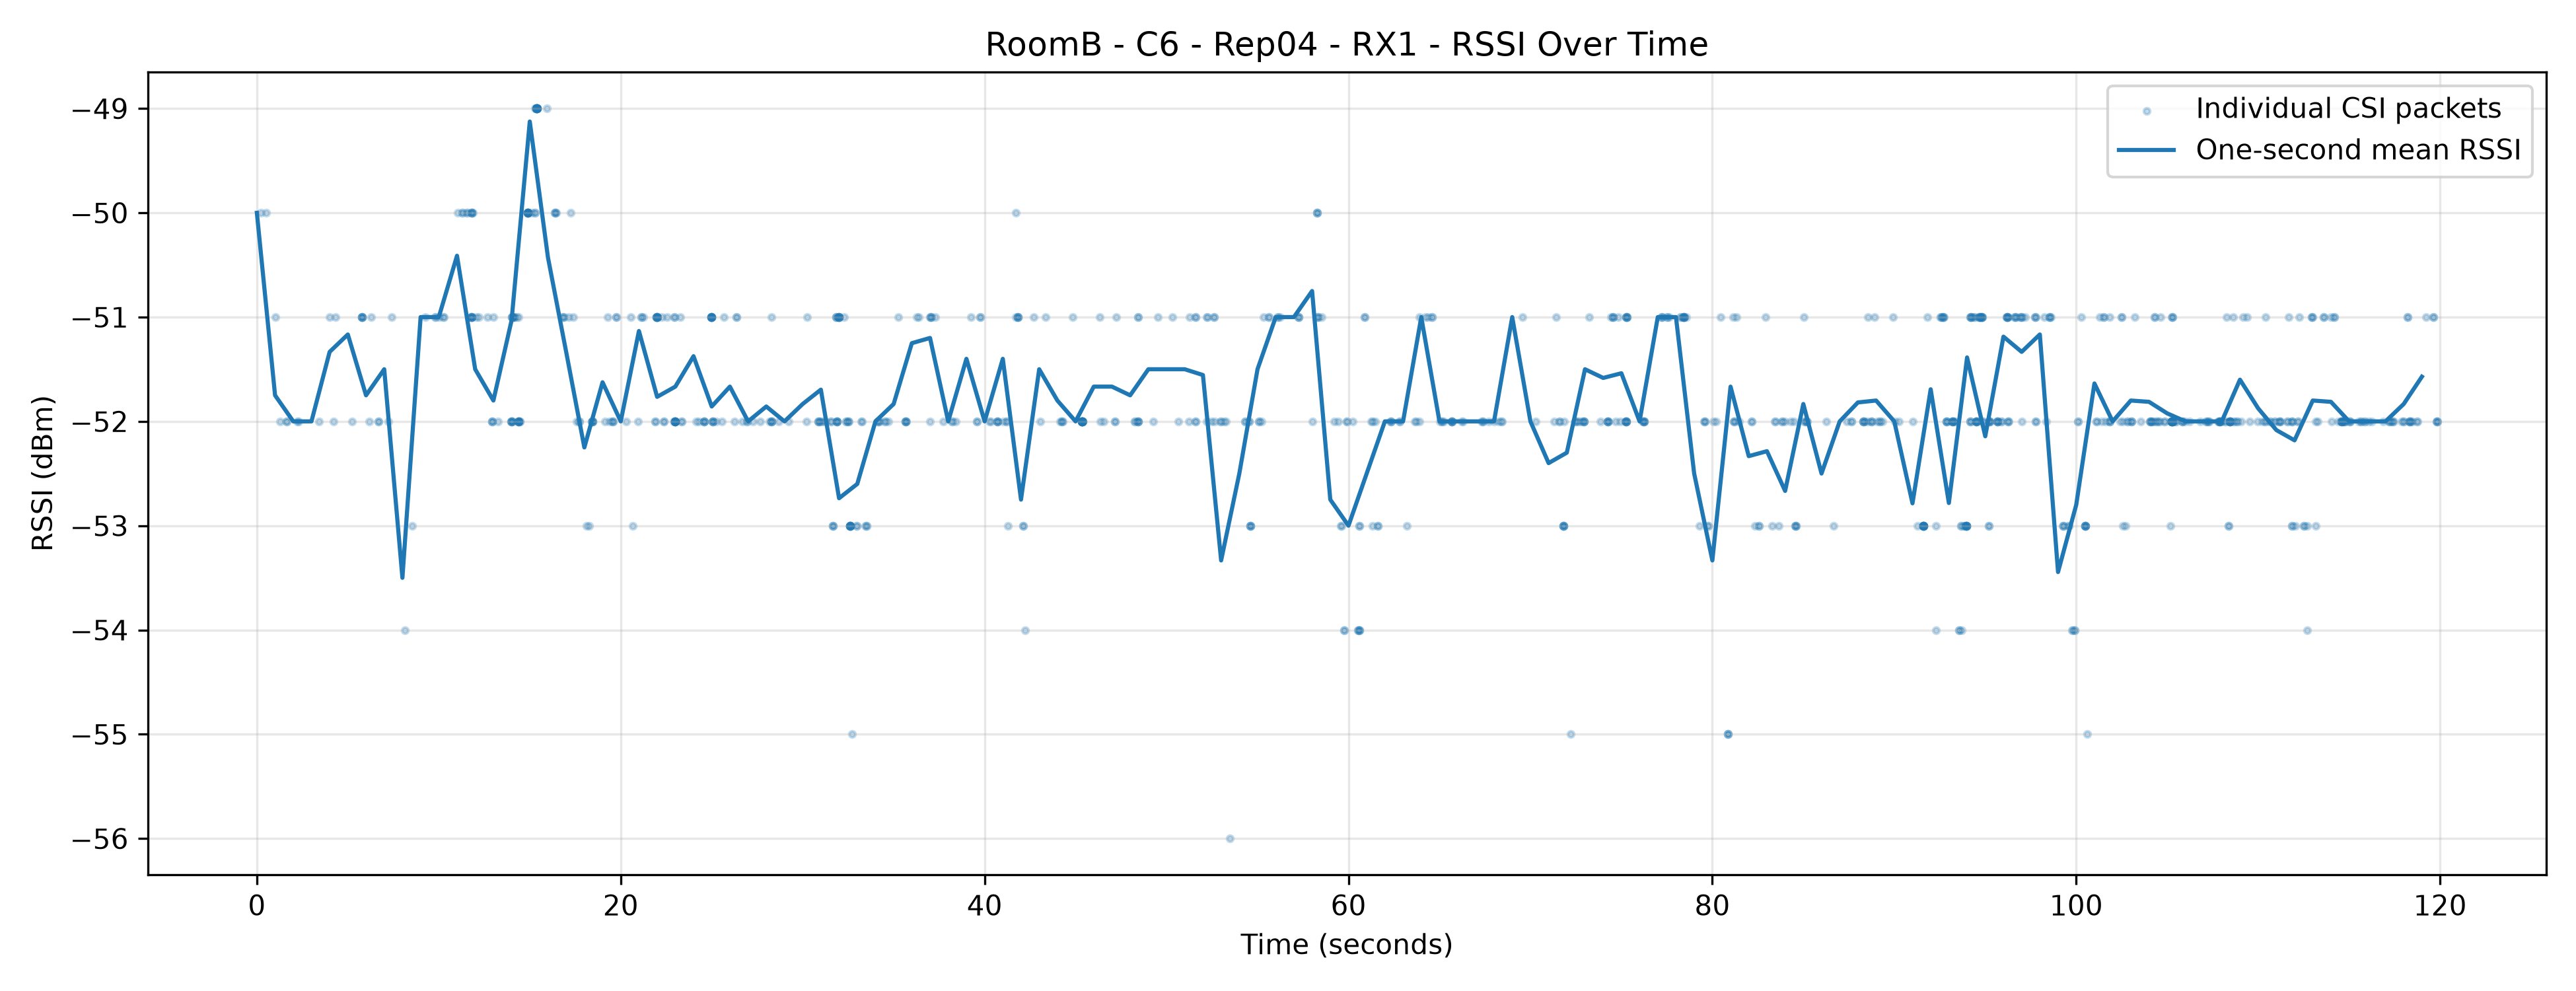 RoomB - C6 - Rep04 - RX1 - RSSI Over Time
Individual CSI packets
One-second mean RSSI
RSSI (dBm)
−49
−50
−51
−52
−53
−54
−55
−56
0 20 40 60 80 100 120
Time (seconds)